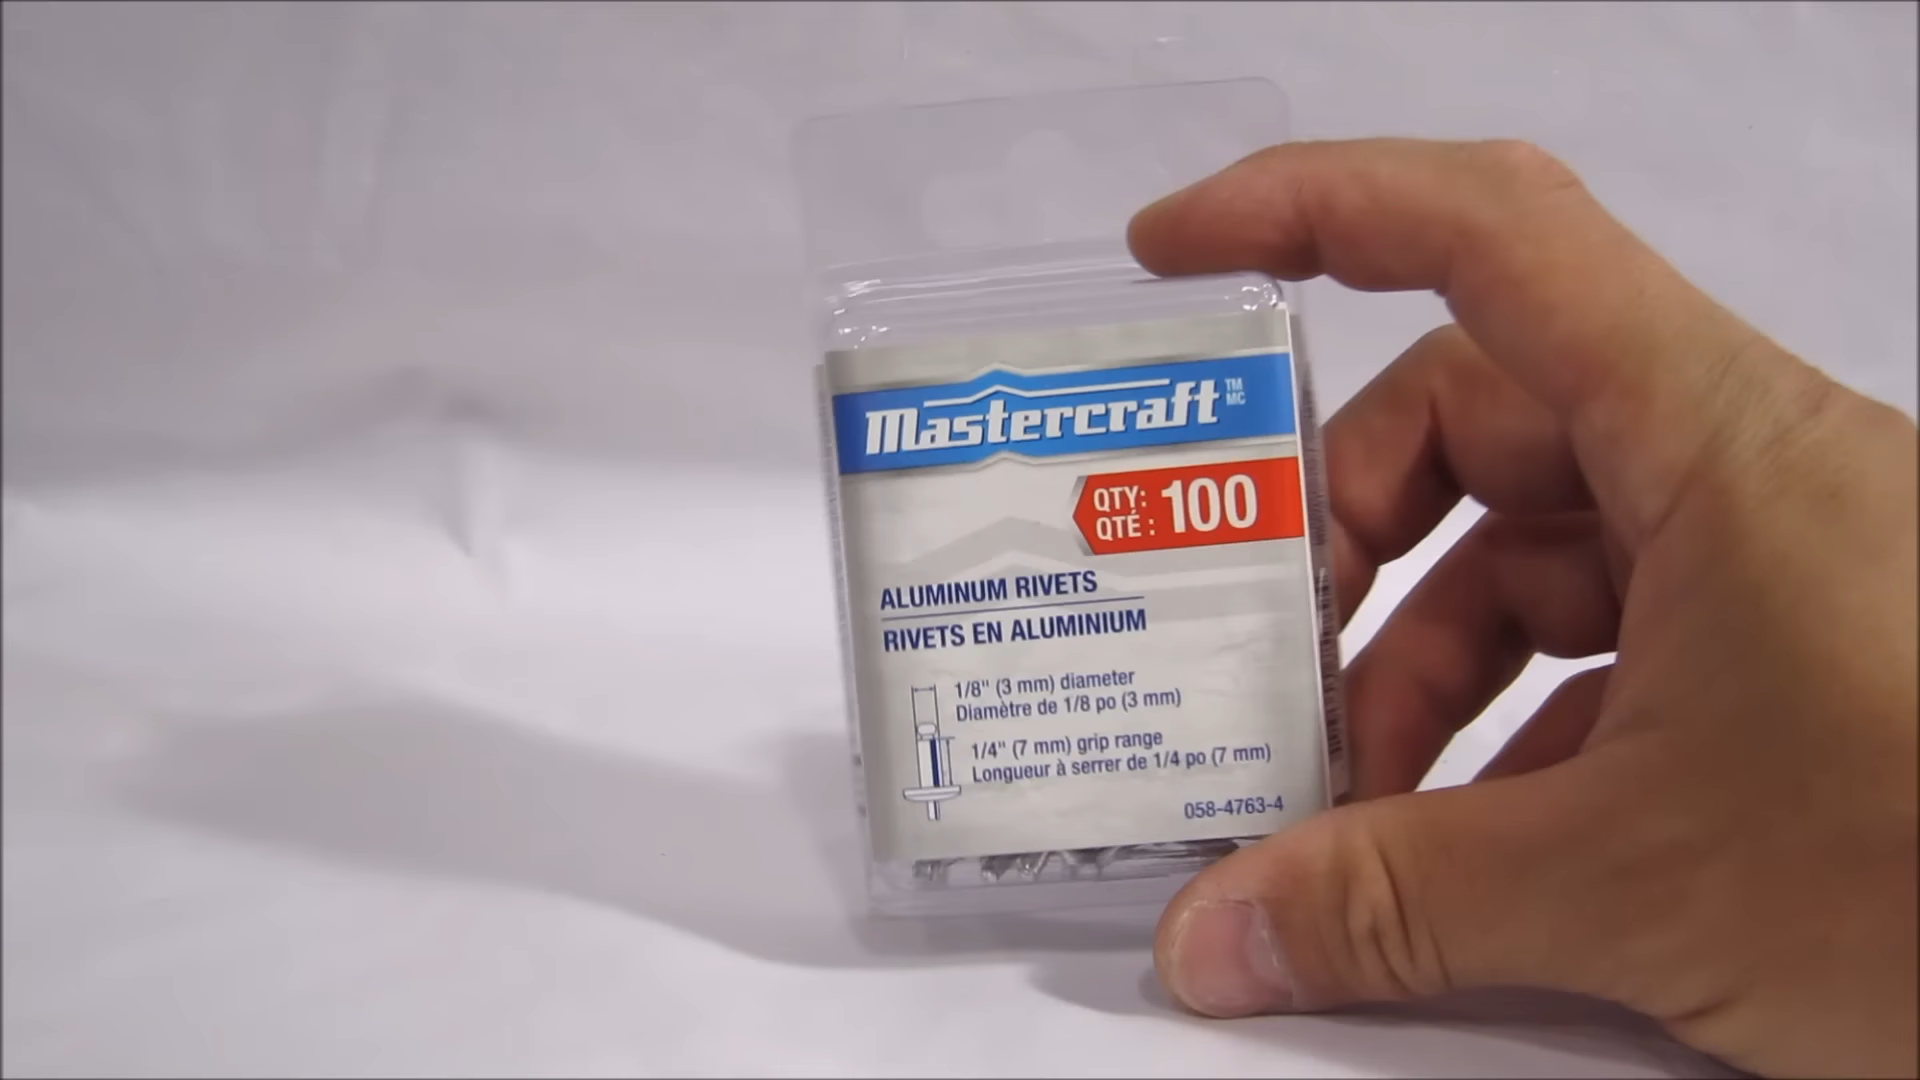 Mastercraft TM MC
QTY: 100
QTÉ :
ALUMINUM RIVETS
RIVETS EN ALUMINIUM
1/8" (3 mm) diameter
Diamètre de 1/8 po (3 mm)
1/4" (7 mm) grip range
Longueur à serrer de 1/4 po (7 mm)
058-4763-4